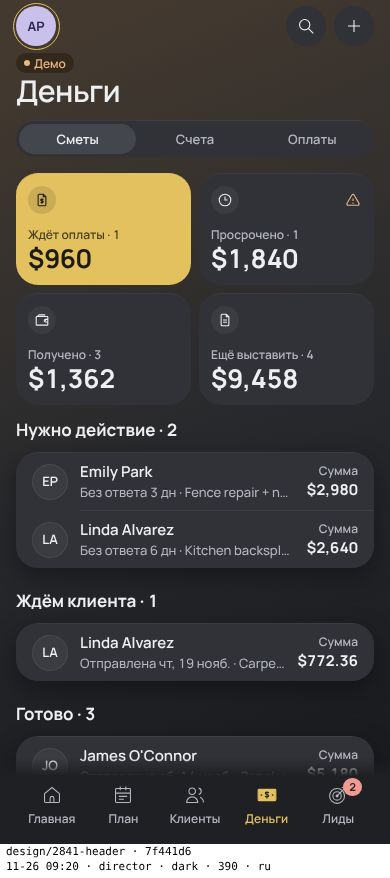 AP
Демо
Деньги
Сметы
Счета
Оплаты
Ждёт оплаты · 1
$960
Просрочено · 1
$1,840
Получено · 3
$1,362
Ещё выставить · 4
$9,458
Нужно действие · 2
EP
Emily Park
Сумма
Без ответа 3 дн · Fence repair + n...
$2,980
LA
Linda Alvarez
Сумма
Без ответа 6 дн · Kitchen backspl...
$2,640
Ждём клиента · 1
LA
Linda Alvarez
Сумма
Отправлена чт, 19 нояб. · Carpe...
$772.36
Готово · 3
JO
James O'Connor
Сумма
$5,180
2
Главная
План
Клиенты
Деньги
Лиды
design/2841-header · 7f441d6
11-26 09:20 · director · dark · 390 · ru